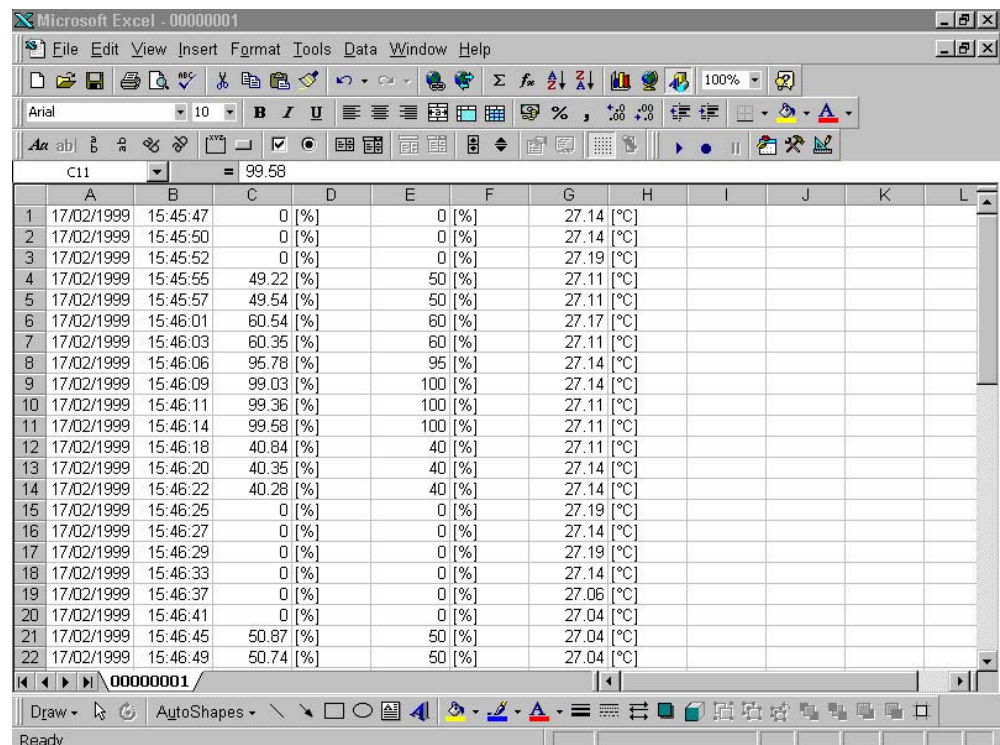 Microsoft Excel - 00000001
File Edit View Insert Format Tools Data Window Help
ABC Σ fx A Z Z A 100% ?
Arial 10 B I U % , .0 .00 .00 .0 A
Aa ab| XYZ
C11 = 99.58
A B C D E F G H I J K L
1 17/02/1999 15:45:47 0 [%] 0 [%] 27.14 [°C]
2 17/02/1999 15:45:50 0 [%] 0 [%] 27.14 [°C]
3 17/02/1999 15:45:52 0 [%] 0 [%] 27.19 [°C]
4 17/02/1999 15:45:55 49.22 [%] 50 [%] 27.11 [°C]
5 17/02/1999 15:45:57 49.54 [%] 50 [%] 27.11 [°C]
6 17/02/1999 15:46:01 60.54 [%] 60 [%] 27.17 [°C]
7 17/02/1999 15:46:03 60.35 [%] 60 [%] 27.11 [°C]
8 17/02/1999 15:46:06 95.78 [%] 95 [%] 27.14 [°C]
9 17/02/1999 15:46:09 99.03 [%] 100 [%] 27.14 [°C]
10 17/02/1999 15:46:11 99.36 [%] 100 [%] 27.11 [°C]
11 17/02/1999 15:46:14 99.58 [%] 100 [%] 27.11 [°C]
12 17/02/1999 15:46:18 40.84 [%] 40 [%] 27.11 [°C]
13 17/02/1999 15:46:20 40.35 [%] 40 [%] 27.14 [°C]
14 17/02/1999 15:46:22 40.28 [%] 40 [%] 27.14 [°C]
15 17/02/1999 15:46:25 0 [%] 0 [%] 27.19 [°C]
16 17/02/1999 15:46:27 0 [%] 0 [%] 27.14 [°C]
17 17/02/1999 15:46:29 0 [%] 0 [%] 27.19 [°C]
18 17/02/1999 15:46:33 0 [%] 0 [%] 27.14 [°C]
19 17/02/1999 15:46:37 0 [%] 0 [%] 27.06 [°C]
20 17/02/1999 15:46:41 0 [%] 0 [%] 27.04 [°C]
21 17/02/1999 15:46:45 50.87 [%] 50 [%] 27.04 [°C]
22 17/02/1999 15:46:49 50.74 [%] 50 [%] 27.04 [°C]
00000001
Draw AutoShapes A A
Ready